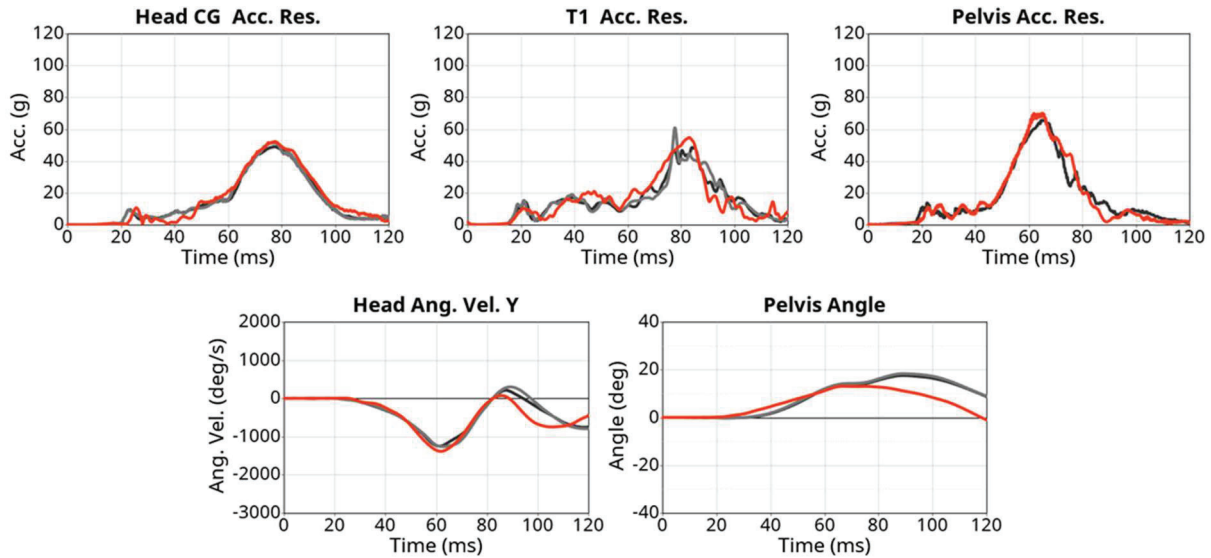 Head CG Acc. Res.
120
100
80
60
40
20
0
Acc. (g)
0 20 40 60 80 100 120
Time (ms)
T1 Acc. Res.
120
100
80
60
40
20
0
Acc. (g)
0 20 40 60 80 100 120
Time (ms)
Pelvis Acc. Res.
120
100
80
60
40
20
0
Acc. (g)
0 20 40 60 80 100 120
Time (ms)
Head Ang. Vel. Y
2000
1000
0
-1000
-2000
-3000
Ang. Vel. (deg/s)
0 20 40 60 80 100 120
Time (ms)
Pelvis Angle
40
20
0
-20
-40
Angle (deg)
0 20 40 60 80 100 120
Time (ms)